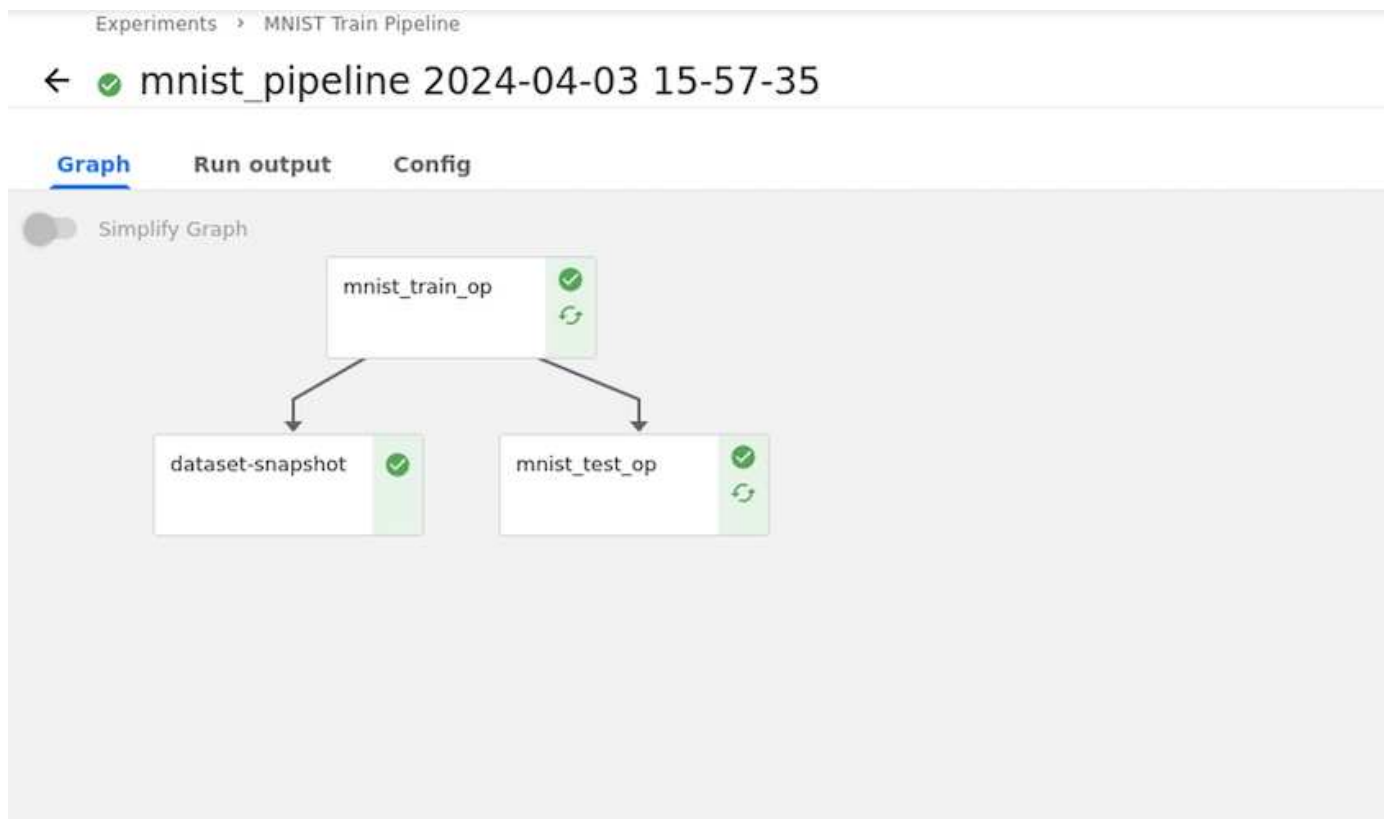 Experiments > MNIST Train Pipeline
mnist_pipeline 2024-04-03 15-57-35
Graph Run output Config
Simplify Graph
mnist_train_op
dataset-snapshot mnist_test_op